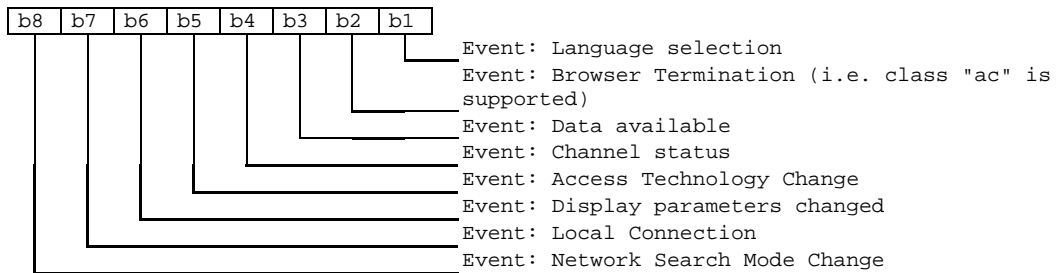 b8 b7 b6 b5 b4 b3 b2 b1
Event: Language selection
Event: Browser Termination (i.e. class "ac" is
supported)
Event: Data available
Event: Channel status
Event: Access Technology Change
Event: Display parameters changed
Event: Local Connection
Event: Network Search Mode Change